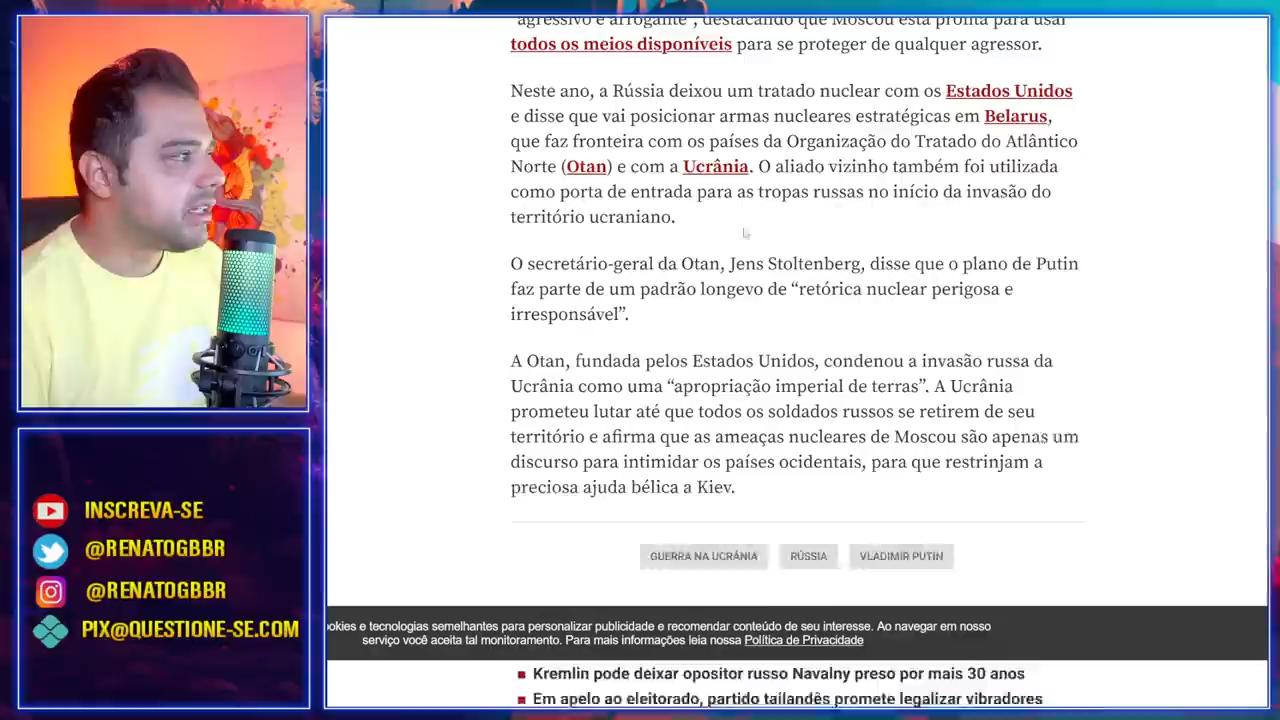 "agressivo e arrogante", destacando que Moscou está pronta para usar
todos os meios disponíveis para se proteger de qualquer agressor.
Neste ano, a Rússia deixou um tratado nuclear com os Estados Unidos
e disse que vai posicionar armas nucleares estratégicas em Belarus,
que faz fronteira com os países da Organização do Tratado do Atlântico
Norte (Otan) e com a Ucrânia. O aliado vizinho também foi utilizada
como porta de entrada para as tropas russas no início da invasão do
território ucraniano.
O secretário-geral da Otan, Jens Stoltenberg, disse que o plano de Putin
faz parte de um padrão longevo de “retórica nuclear perigosa e
irresponsável”.
A Otan, fundada pelos Estados Unidos, condenou a invasão russa da
Ucrânia como uma “apropriação imperial de terras”. A Ucrânia
prometeu lutar até que todos os soldados russos se retirem de seu
território e afirma que as ameaças nucleares de Moscou são apenas um
discurso para intimidar os países ocidentais, para que restrinjam a
preciosa ajuda bélica a Kiev.
GUERRA NA UCRÂNIA RÚSSIA VLADIMIR PUTIN
okies e tecnologias semelhantes para personalizar publicidade e recomendar conteúdo de seu interesse. Ao navegar em nosso
serviço você aceita tal monitoramento. Para mais informações leia nossa Política de Privacidade
Kremlin pode deixar opositor russo Navalny preso por mais 30 anos
Em apelo ao eleitorado, partido tailandês promete legalizar vibradores
INSCREVA-SE
@RENATOGBBR
@RENATOGBBR
PIX@QUESTIONE-SE.COM